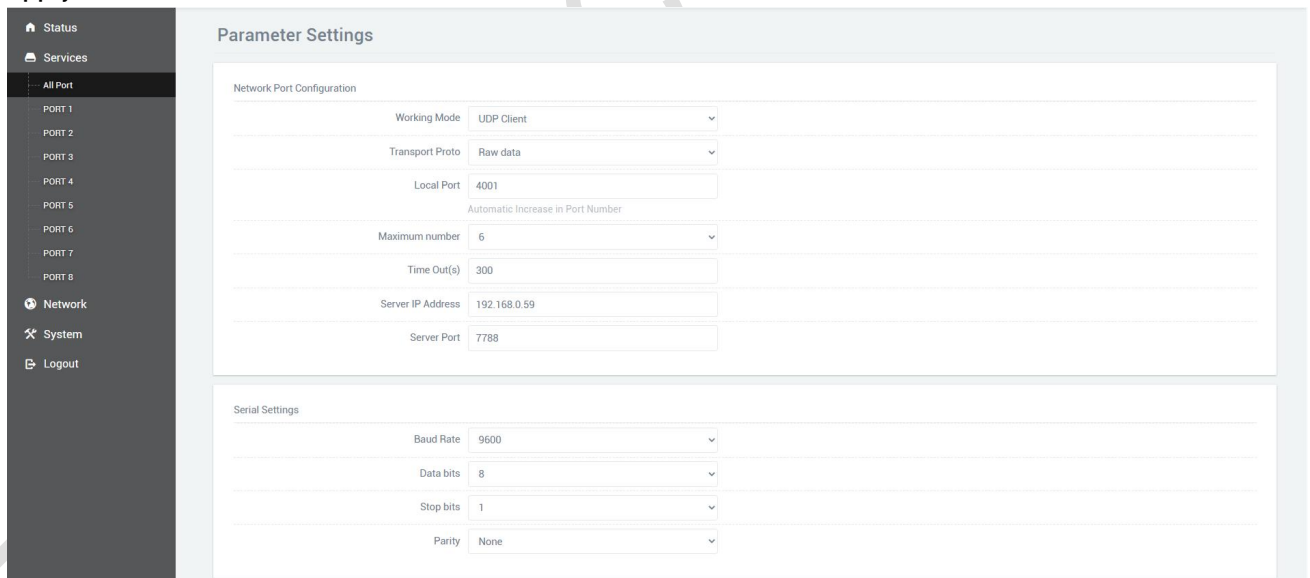 Status
Services
All Port
PORT 1
PORT 2
PORT 3
PORT 4
PORT 5
PORT 6
PORT 7
PORT 8
Network
System
Logout
Parameter Settings
Network Port Configuration
Working Mode UDP Client
Transport Proto Raw data
Local Port 4001
Automatic Increase in Port Number
Maximum number 6
Time Out(s) 300
Server IP Address 192.168.0.59
Server Port 7788
Serial Settings
Baud Rate 9600
Data bits 8
Stop bits 1
Parity None